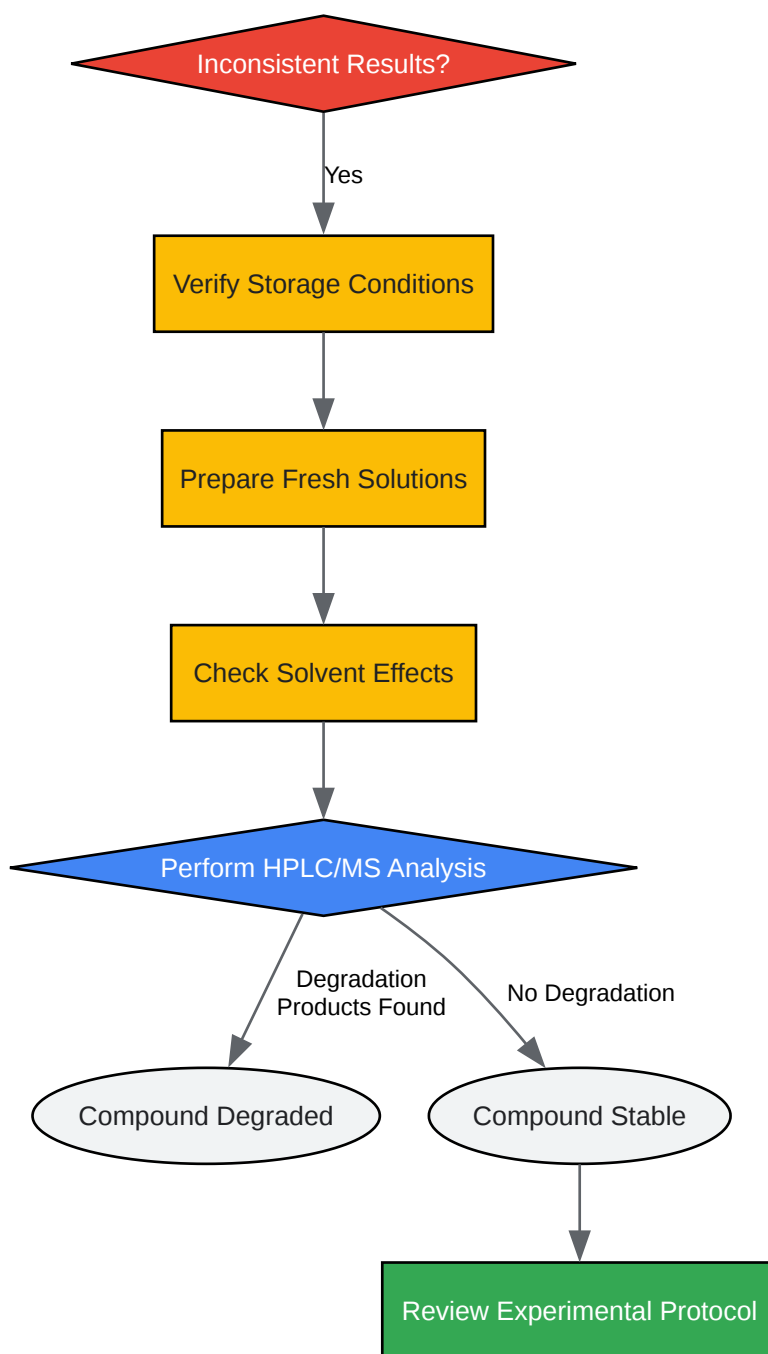 Inconsistent Results?
Yes
Verify Storage Conditions
Prepare Fresh Solutions
Check Solvent Effects
Perform HPLC/MS Analysis
Degradation
Products Found
No Degradation
Compound Degraded
Compound Stable
Review Experimental Protocol